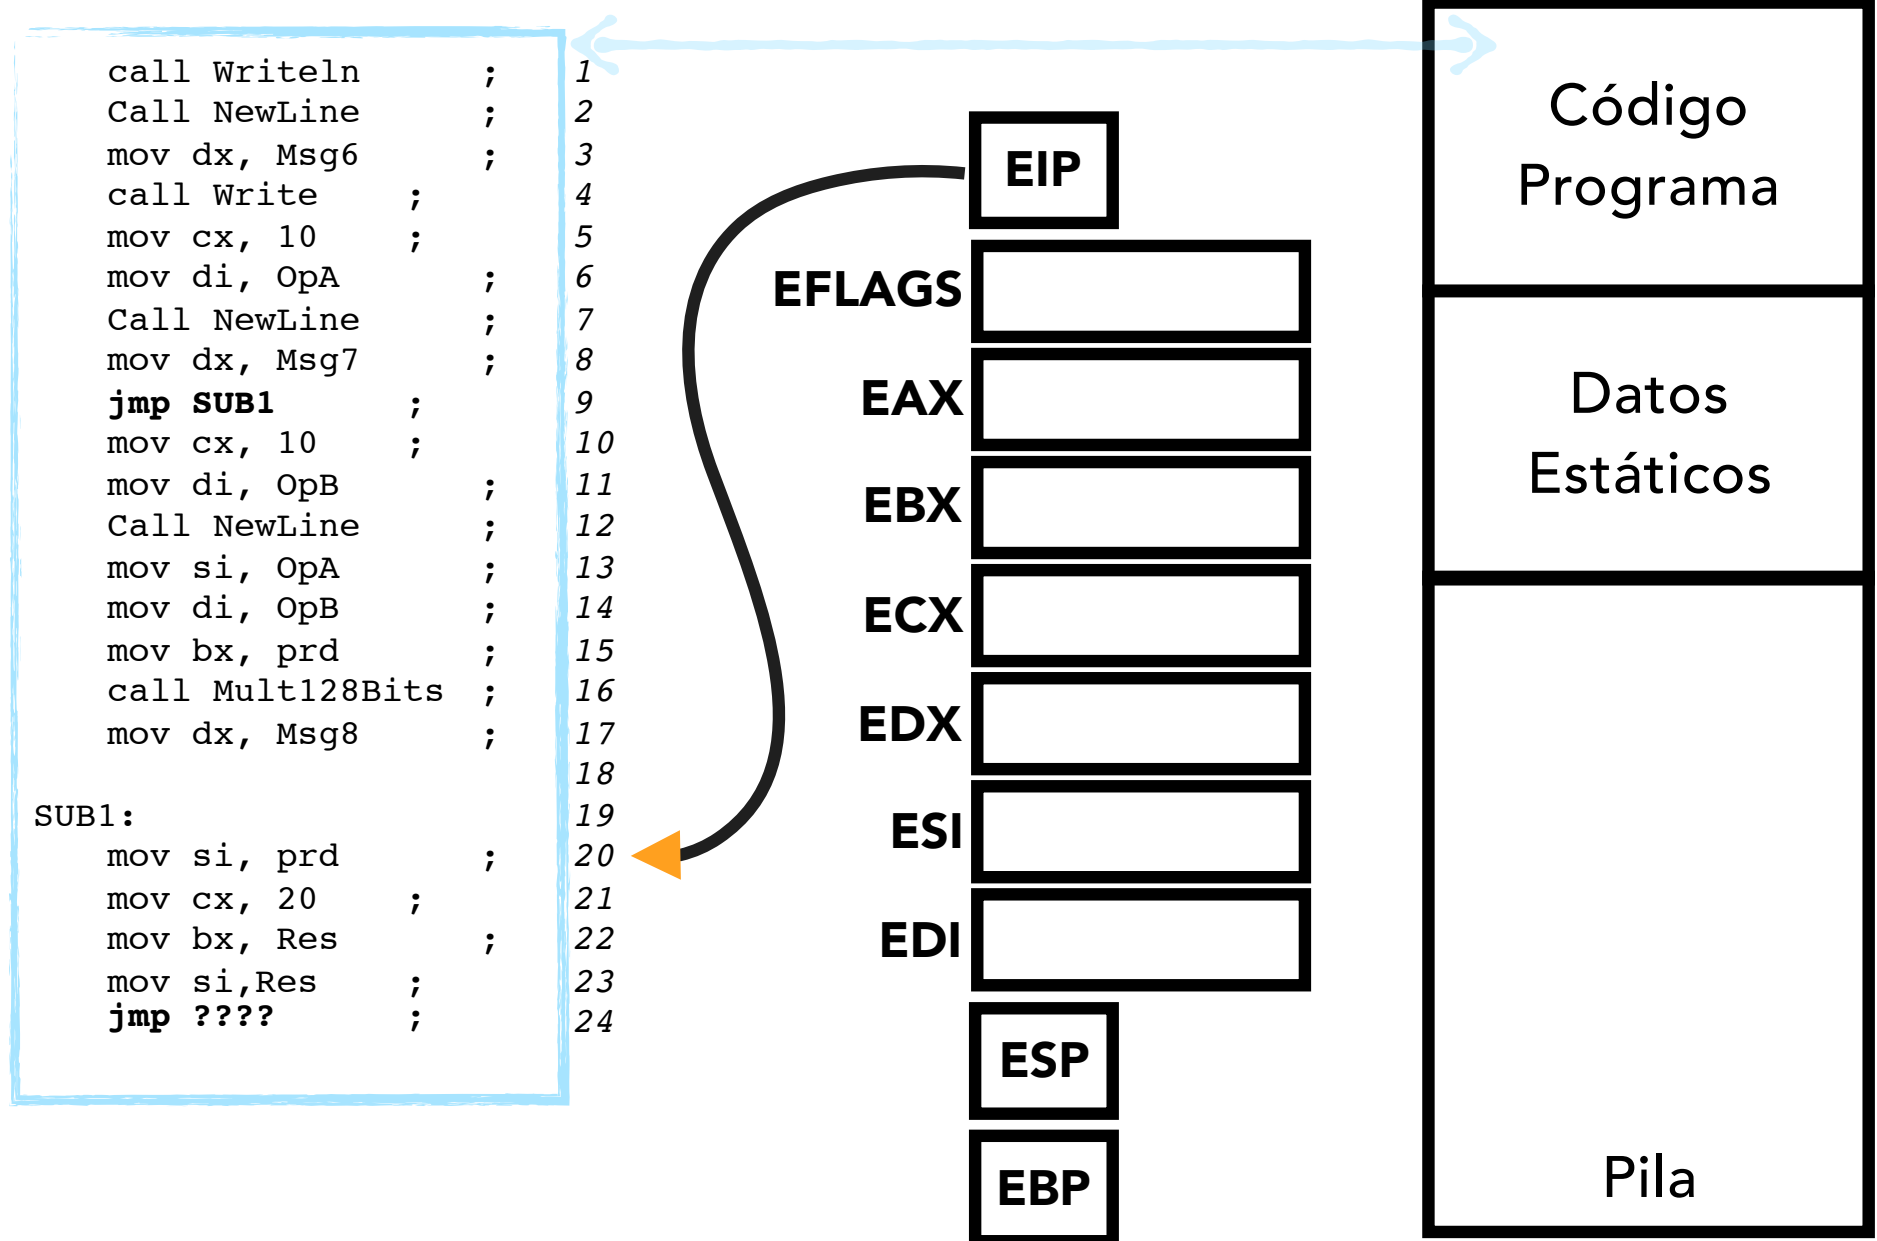 call Writeln ; 1
Call NewLine ; 2
mov dx, Msg6 ; 3
call Write ; 4
mov cx, 10 ; 5
mov di, OpA ; 6
Call NewLine ; 7
mov dx, Msg7 ; 8
jmp SUB1 ; 9
mov cx, 10 ; 10
mov di, OpB ; 11
Call NewLine ; 12
mov si, OpA ; 13
mov di, OpB ; 14
mov bx, prd ; 15
call Mult128Bits ; 16
mov dx, Msg8 ; 17
18
SUB1: 19
mov si, prd ; 20
mov cx, 20 ; 21
mov bx, Res ; 22
mov si,Res ; 23
jmp ???? ; 24
EIP
EFLAGS
EAX
EBX
ECX
EDX
ESI
EDI
ESP
EBP
Código
Programa
Datos
Estáticos
Pila